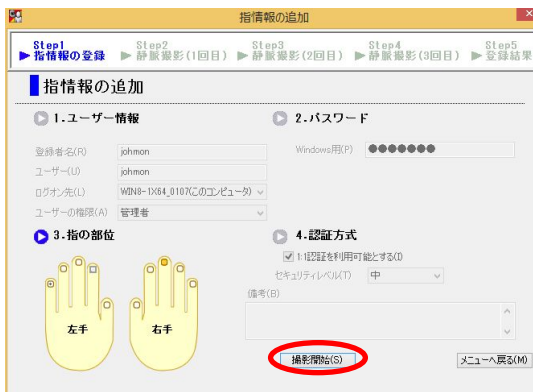 指情報の追加
Step1 Step2 Step3 Step4 Step5
▶指情報の登録 ▶静脈撮影(1回目) ▶静脈撮影(2回目) ▶静脈撮影(3回目) ▶登録結果
指情報の追加
1.ユーザー情報
登録者名(R) johmon
ユーザー(U) johmon
ログオン先(L) WIN8-1X64_0107(このコンピュータ)
ユーザーの権限(A) 管理者
2.パスワード
Windows用(P) ●●●●●●●
3.指の部位
左手 右手
4.認証方式
1:1認証を利用可能とする(I)
セキュリティレベル(T) 中
備考(B)
撮影開始(S)
メニューへ戻る(M)